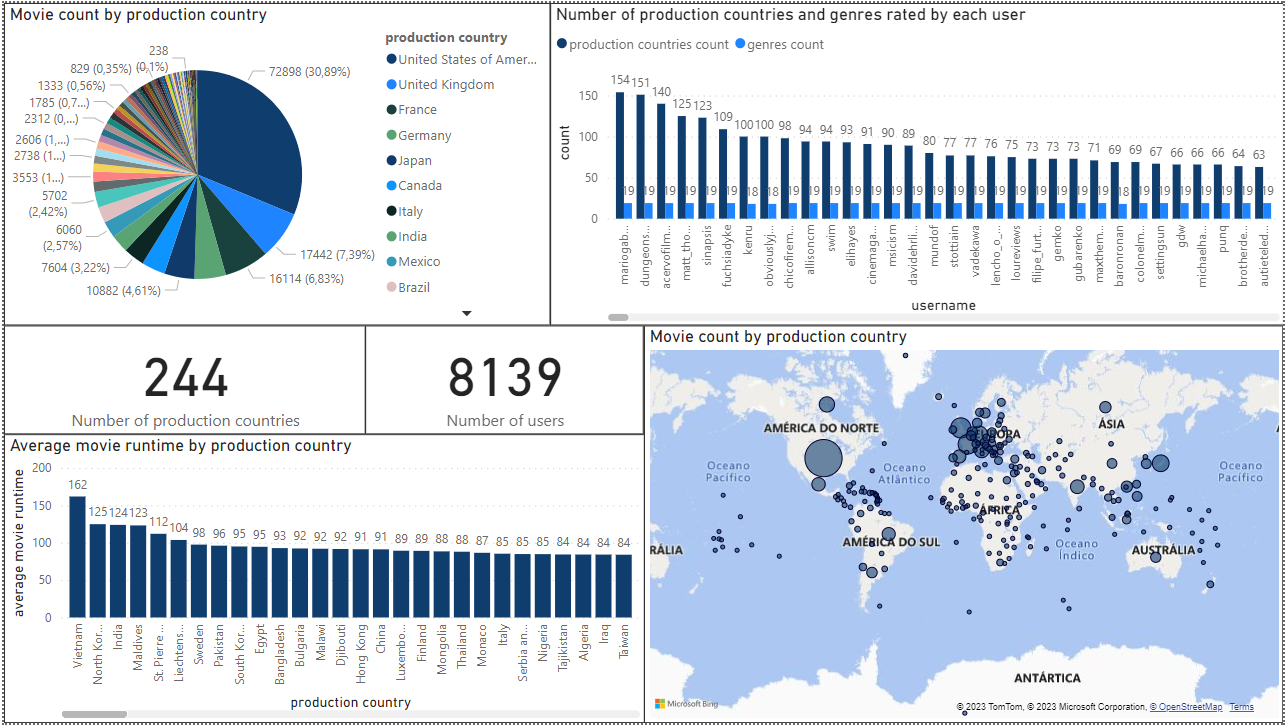 Movie count by production country
238
(0,1%)
829 (0,35%)
1333 (0,56%)
1785 (0,7...)
2312 (0,...)
2606 (1,...)
2738 (1...)
3553 (1...)
5702
(2,42%)
6060
(2,57%)
7604 (3,22%)
10882 (4,61%)
16114 (6,83%)
17442 (7,39%)
72898 (30,89%)
production country
United States of Amer...
United Kingdom
France
Germany
Japan
Canada
Italy
India
Mexico
Brazil
Number of production countries and genres rated by each user
production countries count genres count
count
150
100
50
0
154 151 140 125 123 109 100 100 98 94 94 93 91 90 89 80 77 77 76 75 73 73 73 71 69 69 67 66 66 66 64 63
19 19 19 19 19 19 18 18 19 19 19 19 19 19 19 19 19 19 19 19 19 19 19 19 18 19 19 19 19 19 19 19
mariogab...
dungeons...
acervofilm...
matt_tho...
sinapsis
fuchsiadyke
kennu
obviouslyj...
chicofirem...
allisoncm
swim
elihayes
cinemaga...
msicism
davidehrli...
mundof
stottiain
vadekawa
lencho_o_...
loureviews
filipe_furt...
gemko
gubarenko
maxthem...
baronronan
colonelm...
settingsun
gdw
michaelha...
punq
brotherde...
autieteled...
username
244
Number of production countries
8139
Number of users
Average movie runtime by production country
average movie runtime
200
150
100
50
0
162 125 124 123 112 104 98 96 95 95 93 92 92 92 91 91 89 89 88 88 87 85 85 85 84 84 84 84
Vietnam
North Kor...
India
Maldives
St. Pierre ...
Liechtens...
Sweden
Pakistan
South Kor...
Egypt
Bangladesh
Bulgaria
Malawi
Djibouti
Hong Kong
China
Luxembo...
Finland
Mongolia
Thailand
Monaco
Italy
Serbia an...
Nigeria
Tajikistan
Algeria
Iraq
Taiwan
production country
Movie count by production country
AMÉRICA DO NORTE
ÁSIA
Oceano
Pacífico
Oceano
Atlântico
Oceano
Pacífico
ÁFRICA
AMÉRICA DO SUL
Oceano
Índico
AUSTRÁLIA
RÁLIA
ANTÁRTICA
Microsoft Bing
© 2023 TomTom, © 2023 Microsoft Corporation, © OpenStreetMap Terms